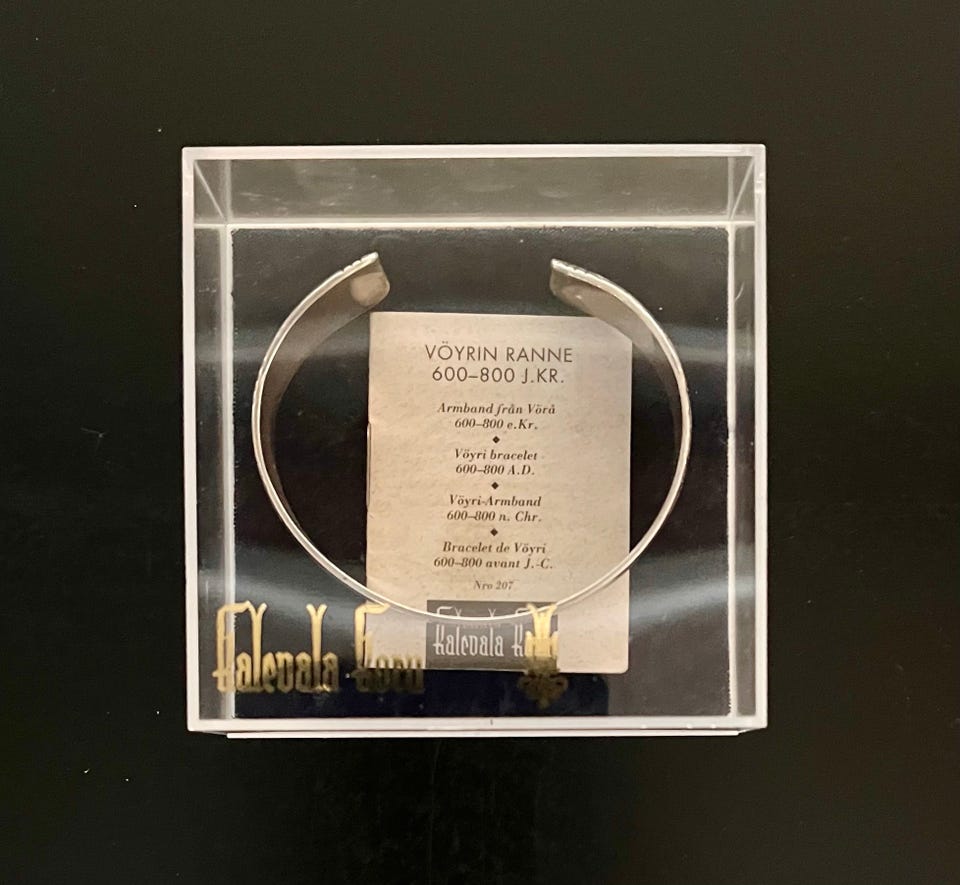 VÖYRIN RANNE
600–800 J.KR.
Armband från Vörå
600–800 e.Kr.
◆
Vöyri bracelet
600–800 A.D.
◆
Vöyri-Armband
600–800 n. Chr.
◆
Bracelet de Vöyri
600–800 avant J.-C.
Nro 207
Kalevala
Kalevala Koru